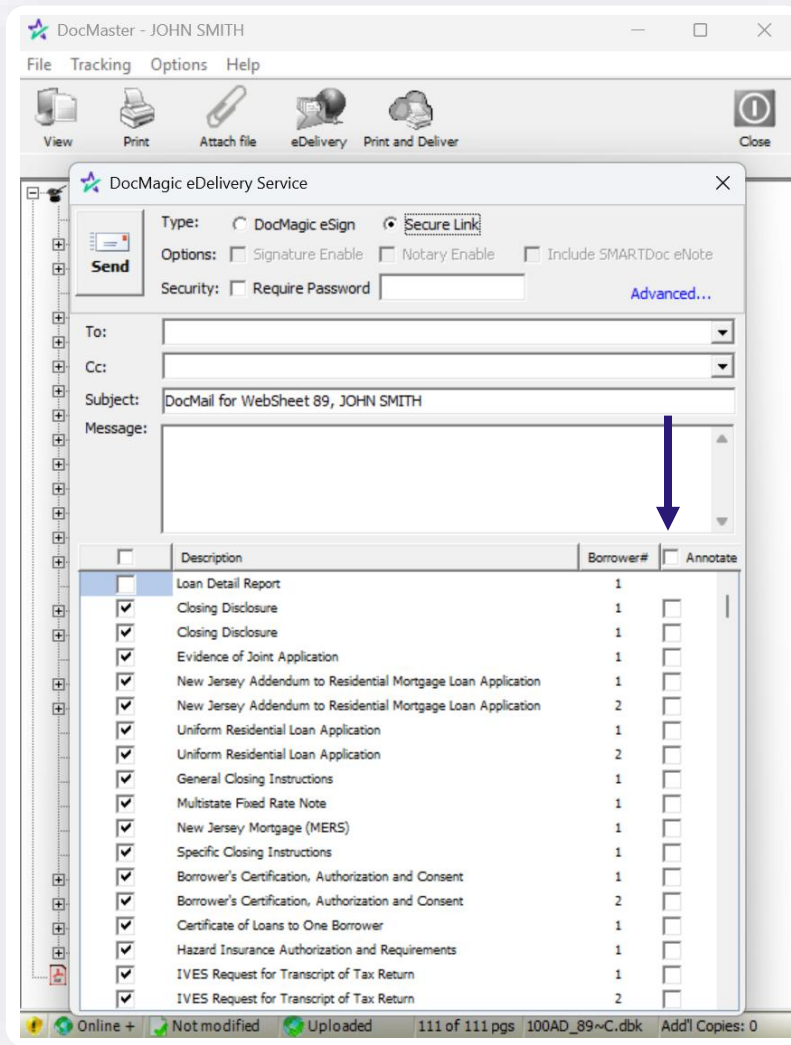 DocMaster - JOHN SMITH
File Tracking Options Help
View Print Attach file eDelivery Print and Deliver Close
DocMagic eDelivery Service
Type: DocMagic eSign Secure Link
Send
Options: Signature Enable Notary Enable Include SMARTDoc eNote
Security: Require Password
Advanced...
To:
Cc:
Subject: DocMail for WebSheet 89, JOHN SMITH
Message:
Description Borrower# Annotate
Loan Detail Report 1
Closing Disclosure 1
Closing Disclosure 1
Evidence of Joint Application 1
New Jersey Addendum to Residential Mortgage Loan Application 1
New Jersey Addendum to Residential Mortgage Loan Application 2
Uniform Residential Loan Application 1
Uniform Residential Loan Application 2
General Closing Instructions 1
Multistate Fixed Rate Note 1
New Jersey Mortgage (MERS) 1
Specific Closing Instructions 1
Borrower's Certification, Authorization and Consent 1
Borrower's Certification, Authorization and Consent 2
Certificate of Loans to One Borrower 1
Hazard Insurance Authorization and Requirements 1
IVES Request for Transcript of Tax Return 1
IVES Request for Transcript of Tax Return 2
Online + Not modified Uploaded 111 of 111 pgs 100AD_89~C.dbk Add'l Copies: 0